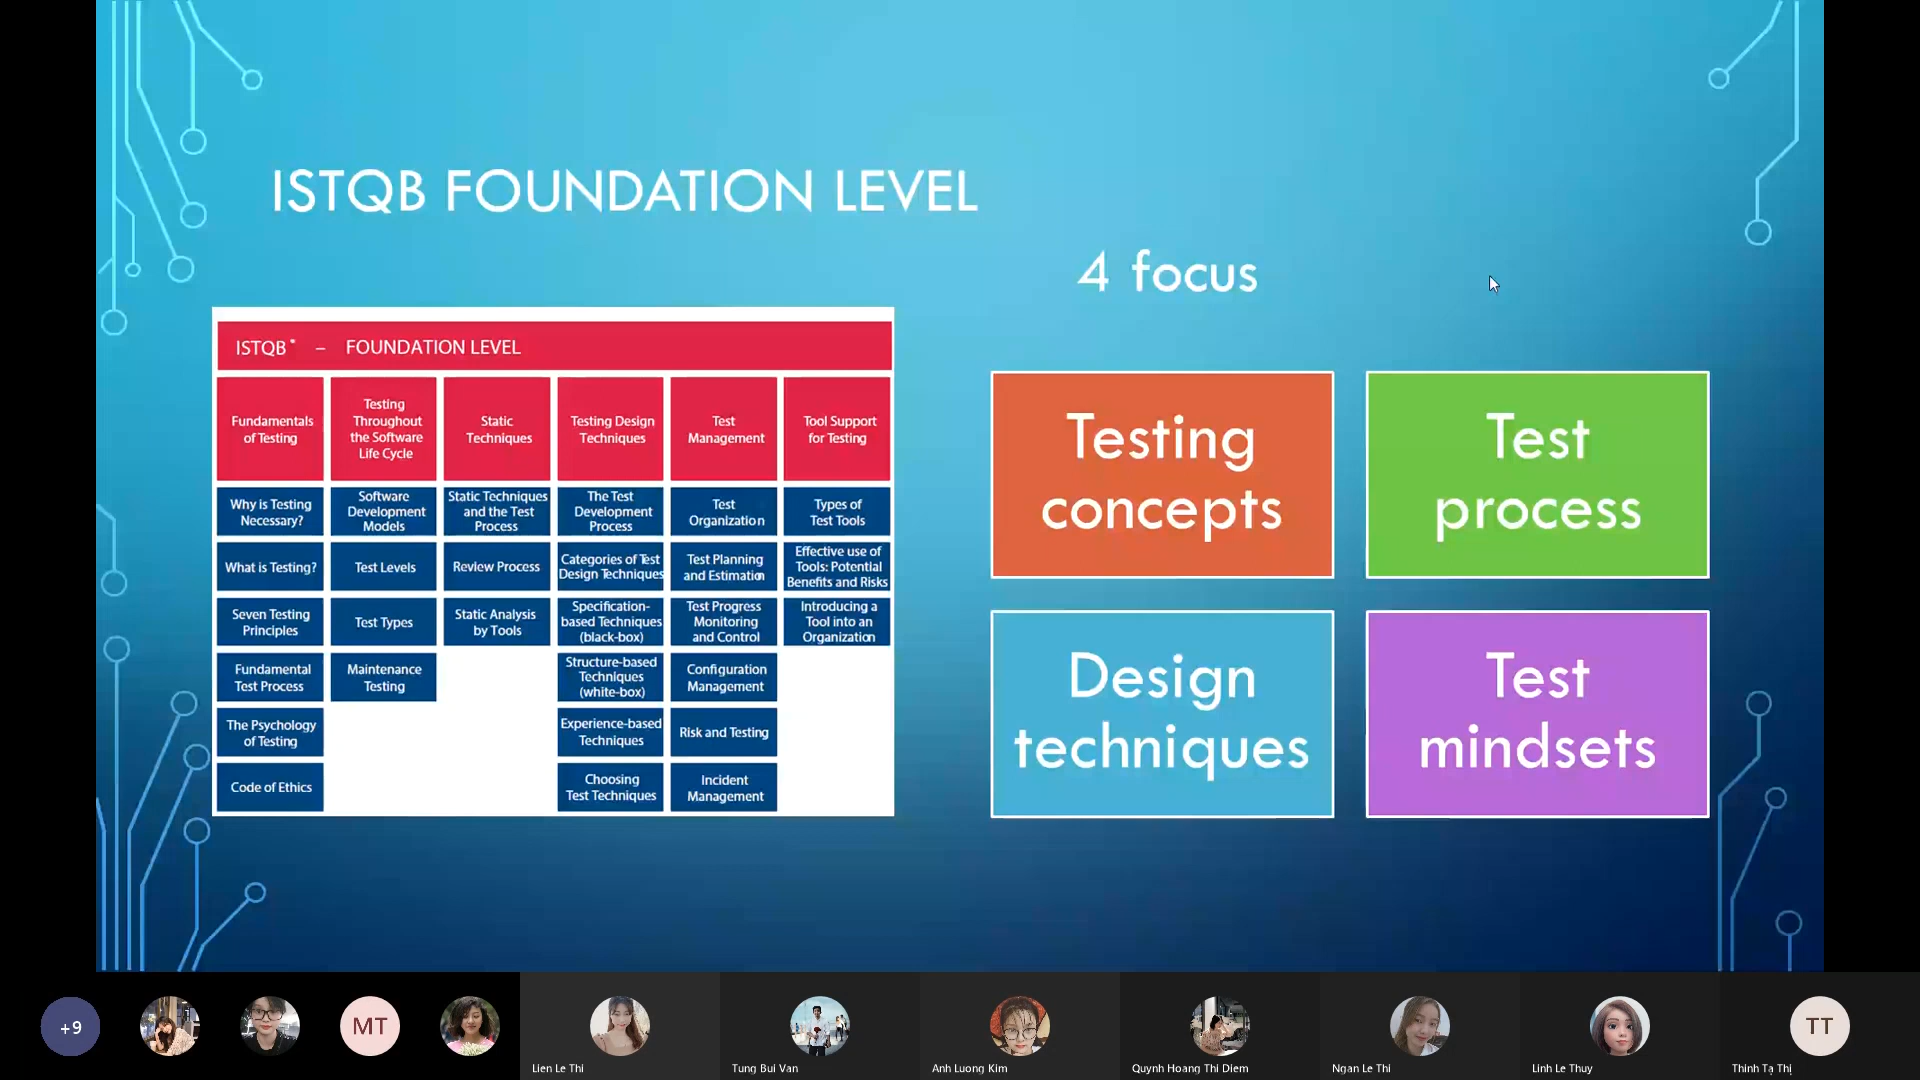 ISTQB FOUNDATION LEVEL
4 focus
ISTQB® – FOUNDATION LEVEL
Fundamentals
of Testing
Testing
Throughout
the Software
Life Cycle
Static
Techniques
Testing Design
Techniques
Test
Management
Tool Support
for Testing
Why is Testing
Necessary?
Software
Development
Models
Static Techniques
and the Test
Process
The Test
Development
Process
Test
Organization
Types of
Test Tools
What is Testing?
Test Levels
Review Process
Categories of Test
Design Techniques
Test Planning
and Estimation
Effective use of
Tools: Potential
Benefits and Risks
Seven Testing
Principles
Test Types
Static Analysis
by Tools
Specification-
based Techniques
(black-box)
Test Progress
Monitoring
and Control
Introducing a
Tool into an
Organization
Fundamental
Test Process
Maintenance
Testing
Structure-based
Techniques
(white-box)
Configuration
Management
The Psychology
of Testing
Experience-based
Techniques
Risk and Testing
Code of Ethics
Choosing
Test Techniques
Incident
Management
Testing
concepts
Test
process
Design
techniques
Test
mindsets
+9
MT
TT
Lien Le Thi
Tung Bui Van
Anh Luong Kim
Quynh Hoang Thi Diem
Ngan Le Thi
Linh Le Thuy
Thinh Tạ Thị